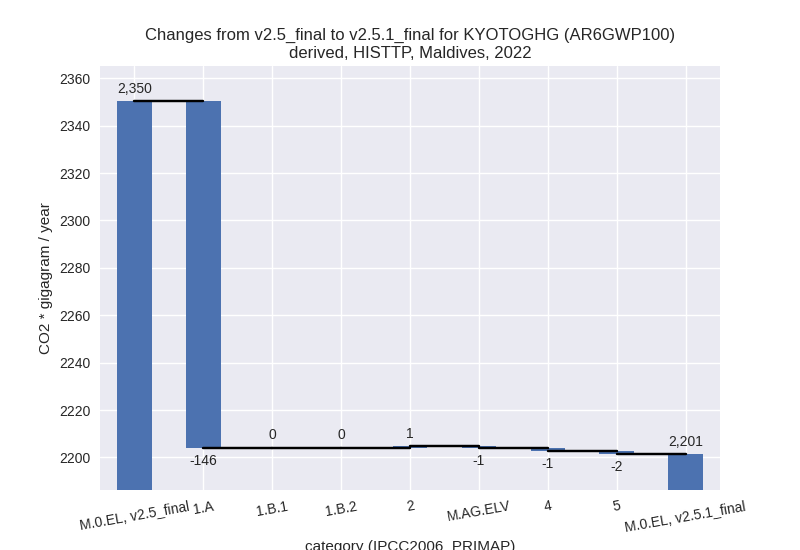 Changes from v2.5_final to v2.5.1_final for KYOTOGHG (AR6GWP100)
derived, HISTTP, Maldives, 2022
CO2 * gigagram / year
2360
2340
2320
2300
2280
2260
2240
2220
2200
2,350
-146
0
0
1
-1
-1
-2
2,201
M.0.EL, v2.5_final
1.A
1.B.1
1.B.2
2
M.AG.ELV
4
5
M.0.EL, v2.5.1_final
category (IPCC2006_PRIMAP)